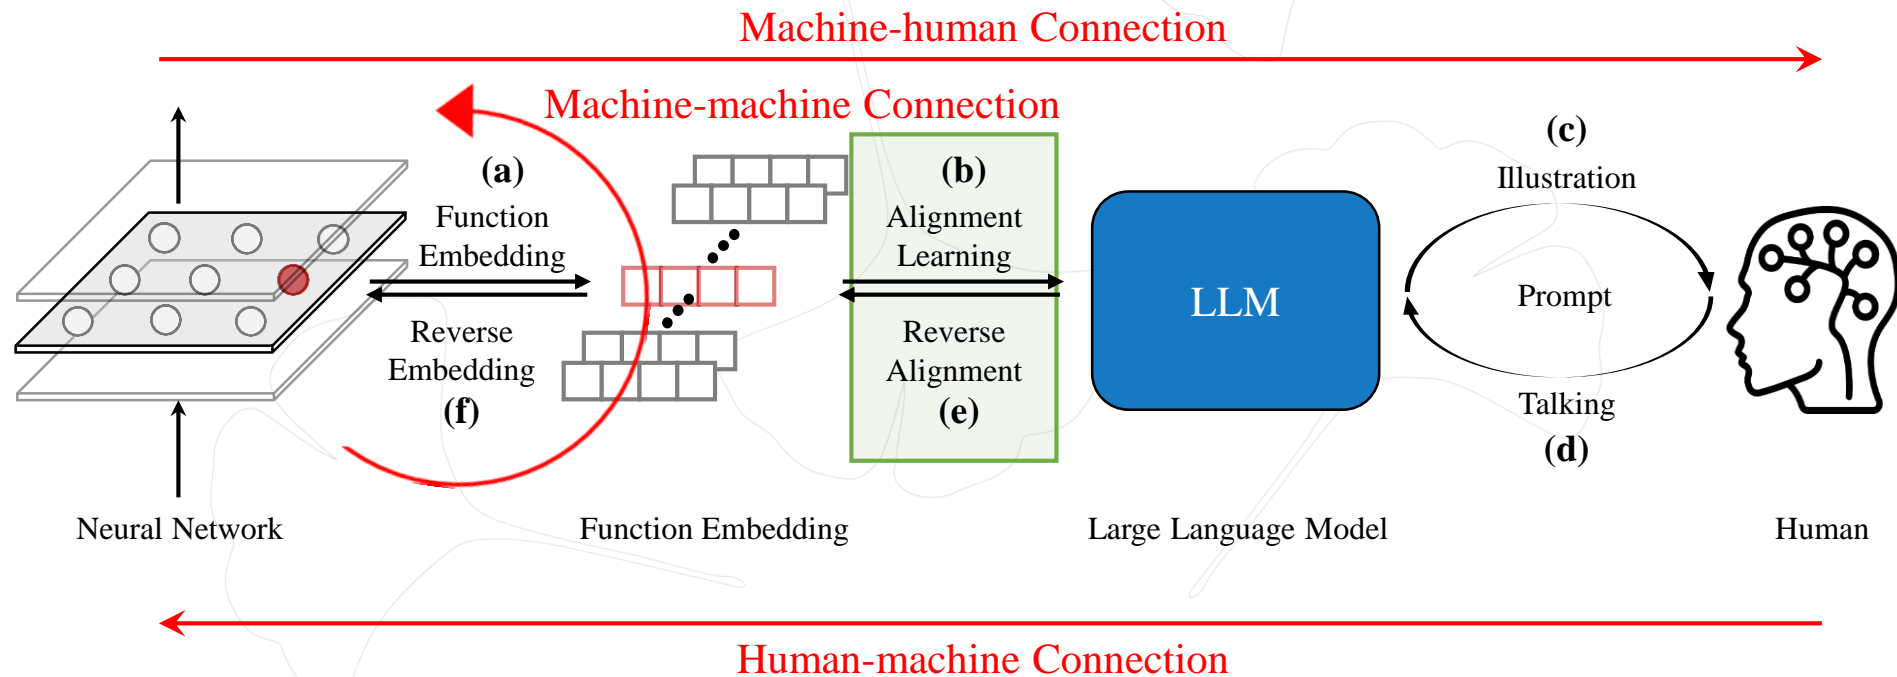 Machine-human Connection
Machine-machine Connection
(a)
Function
Embedding
Reverse
Embedding
(f)
(b)
Alignment
Learning
Reverse
Alignment
(e)
LLM
(c)
Illustration
Prompt
Talking
(d)
Neural Network
Function Embedding
Large Language Model
Human
Human-machine Connection